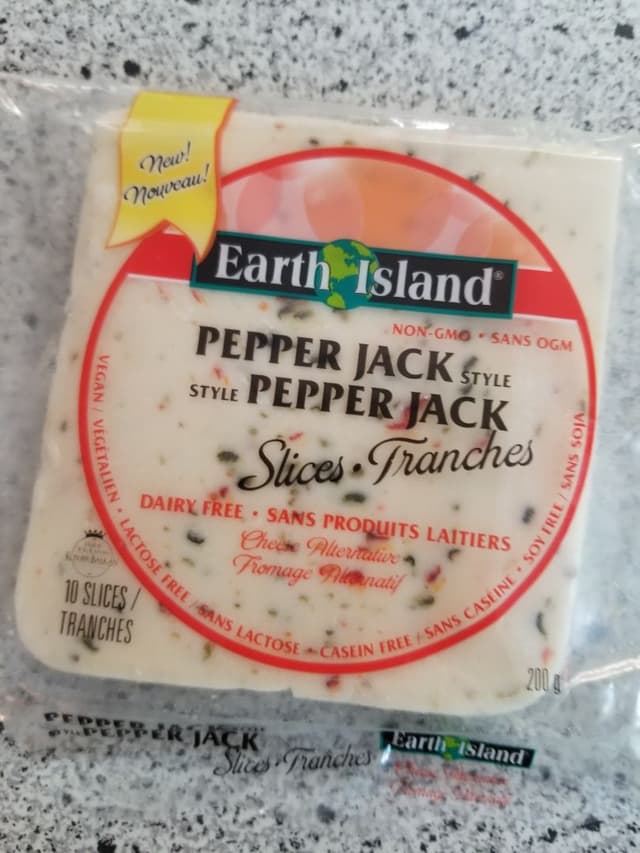 New!
Nouveau!
Earth Island®
NON-GMO • SANS OGM
PEPPER JACK STYLE
STYLE PEPPER JACK
Slices • Tranches
DAIRY FREE • SANS PRODUITS LAITIERS
Cheese Alternative
Fromage Alternatif
VEGAN / VÉGÉTALIEN • LACTOSE FREE / SANS LACTOSE • CASEIN FREE / SANS CASEINE • SOY FREE / SANS SOJA
10 SLICES /
TRANCHES
200 g
PEPPER JACK
Slices • Tranches
Earth Island